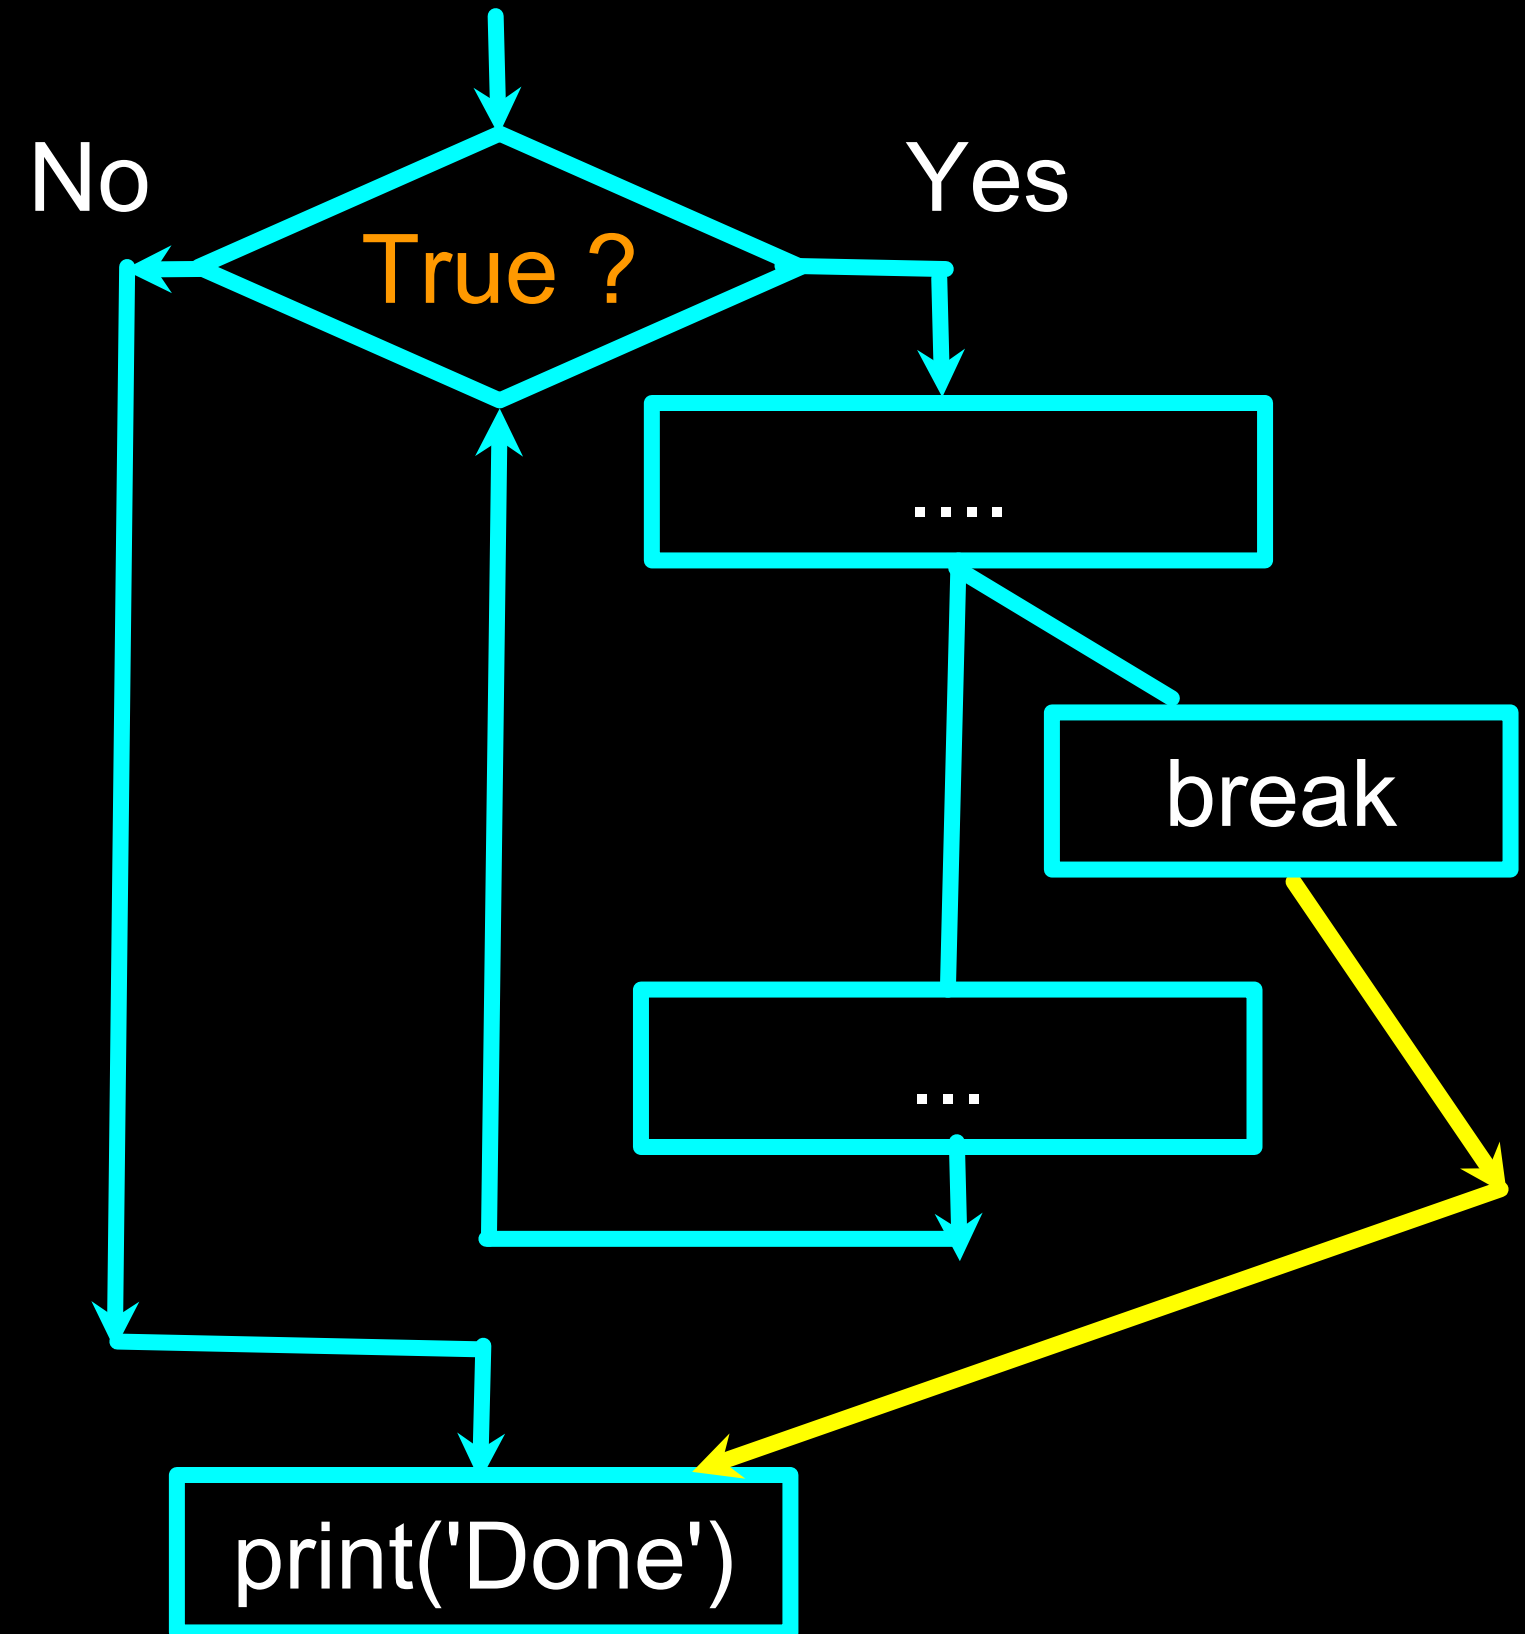 No
Yes
True ?
....
break
...
print('Done')